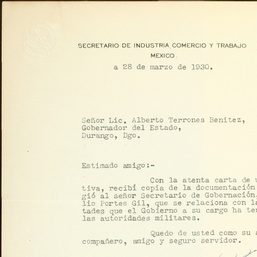 SECRETARIO DE INDUSTRIA COMERCIO Y TRABAJO
MEXICO.
a 28 de marzo de 1930.
Señor Lic. Alberto Terrones Benitez,
Gobernador del Estado,
Durango, Dgo.
Estimado amigo:-
Con la atenta carta de
tiva, recibí copia de la documentación
gió al señor Secretario de Gobernación,
lio Portes Gil, que se relaciona con la
tades que el Gobierno a su cargo ha ten
las autoridades militares.
Quedo de usted como su a
compañero, amigo y seguro servidor.